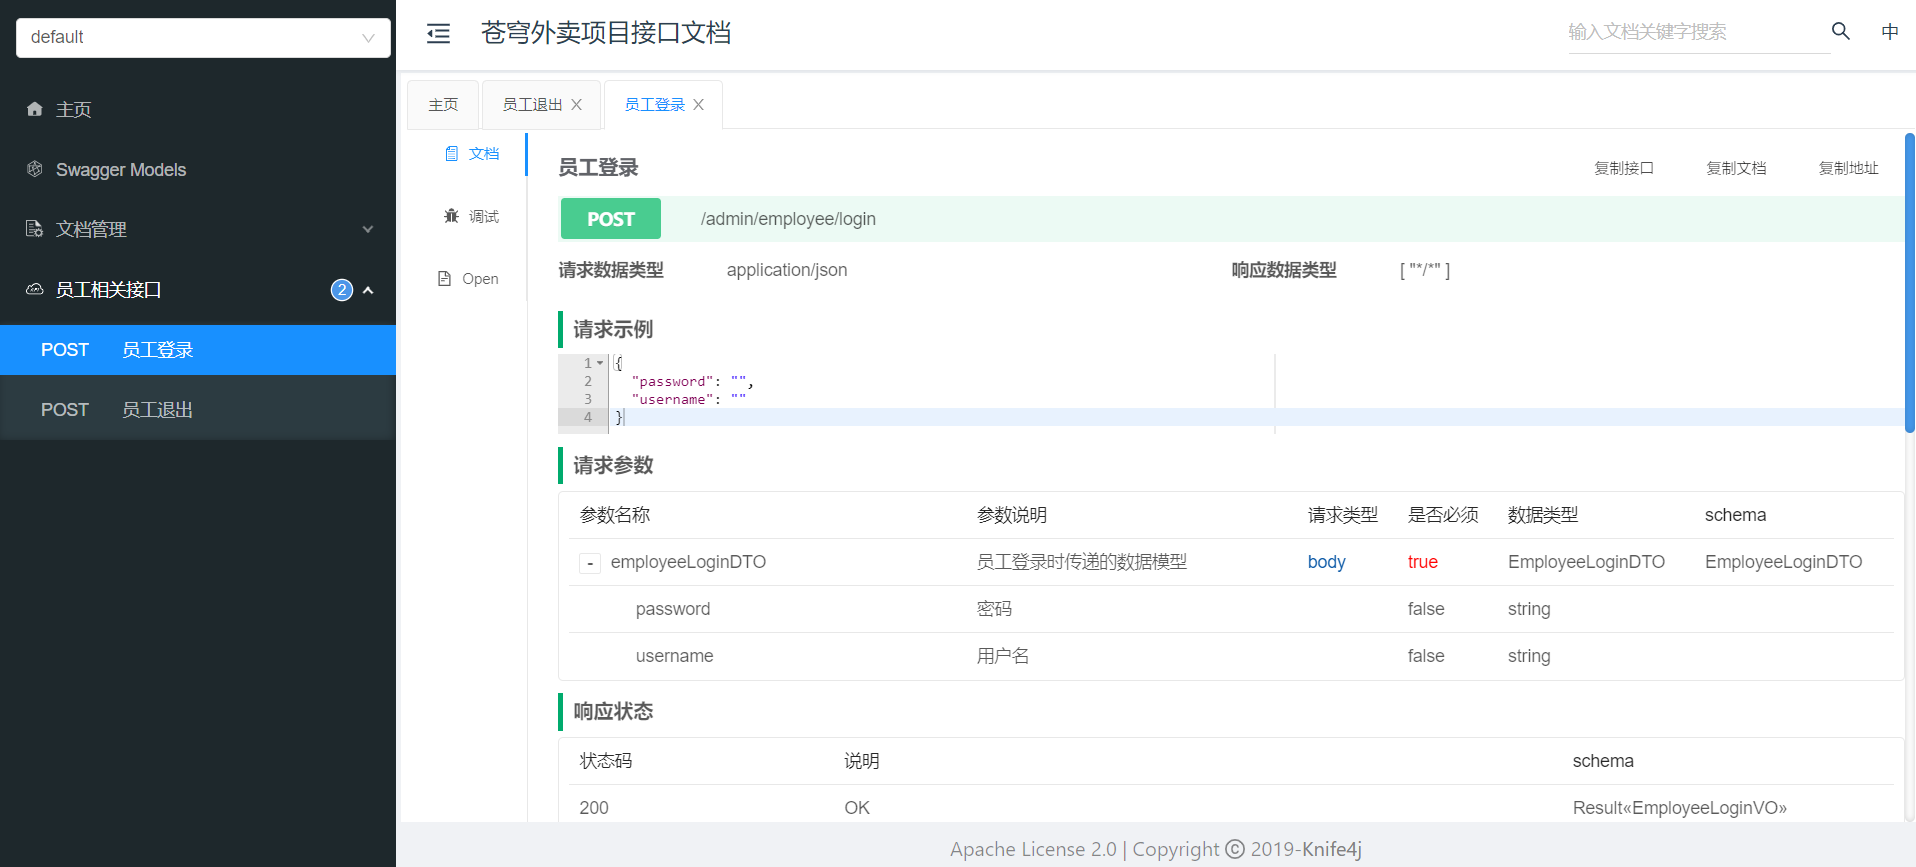 default
主页
Swagger Models
文档管理
员工相关接口 2
POST 员工登录
POST 员工退出
苍穹外卖项目接口文档
输入文档关键字搜索
中
主页 员工退出 员工登录
文档
调试
Open
员工登录 复制接口 复制文档 复制地址
POST /admin/employee/login
请求数据类型 application/json 响应数据类型 [ "*/*" ]
请求示例
1 {
2 "password": "",
3 "username": ""
4 }
请求参数
参数名称 参数说明 请求类型 是否必须 数据类型 schema
- employeeLoginDTO 员工登录时传递的数据模型 body true EmployeeLoginDTO EmployeeLoginDTO
password 密码 false string
username 用户名 false string
响应状态
状态码 说明 schema
200 OK Result«EmployeeLoginVO»
Apache License 2.0 | Copyright © 2019-Knife4j